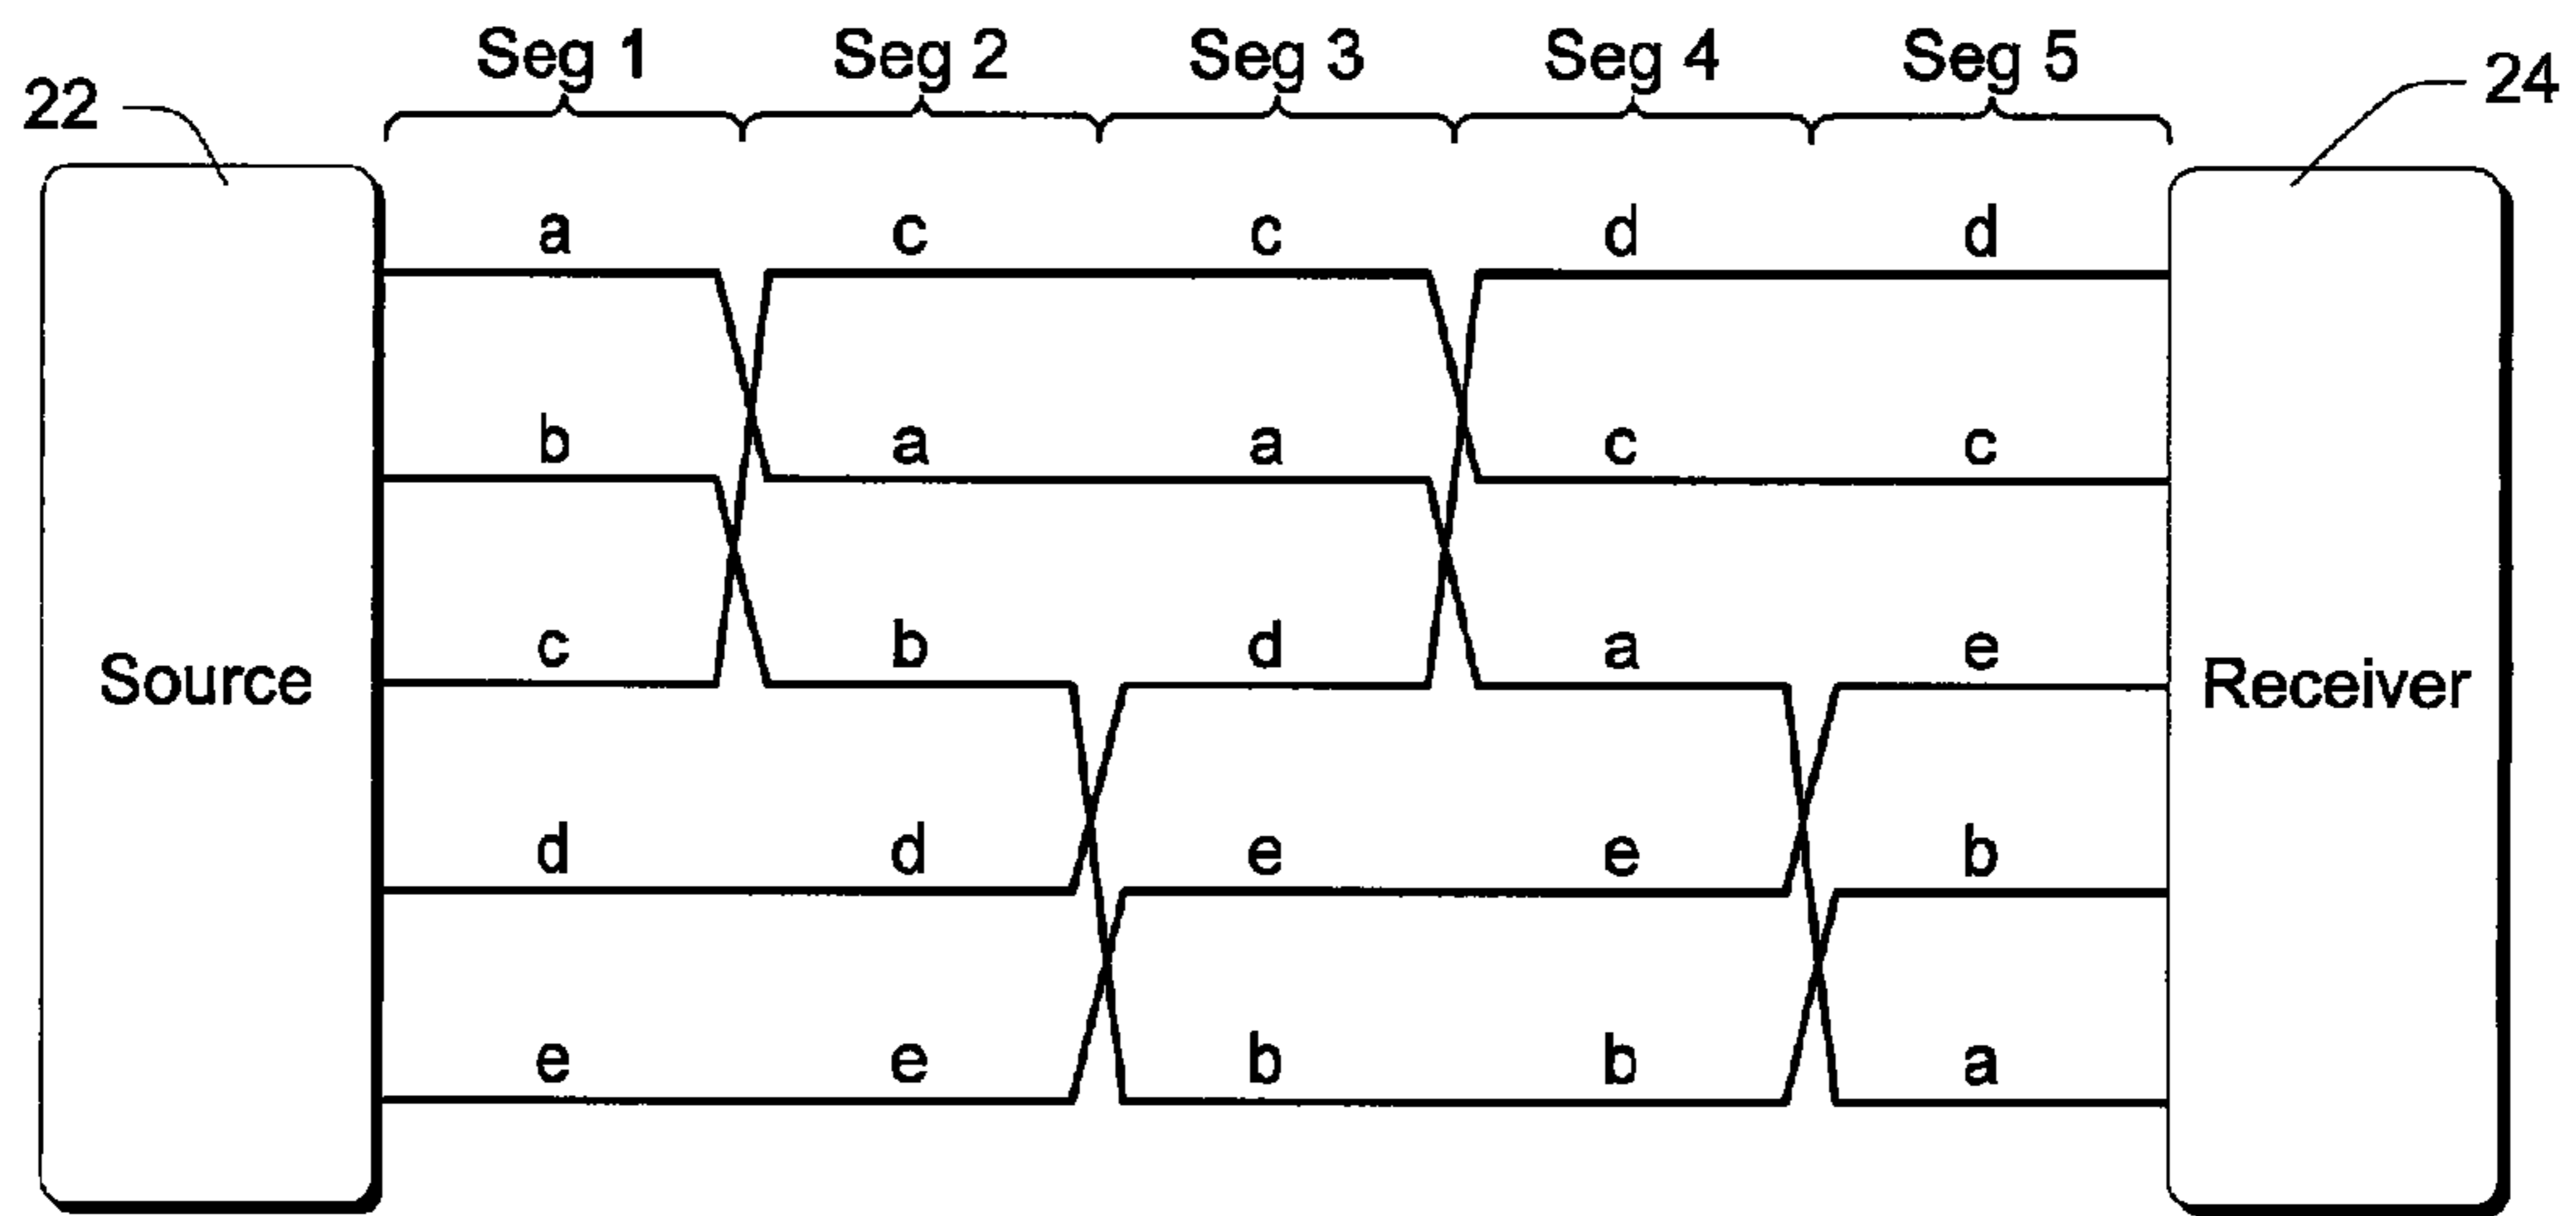 Seg 1 Seg 2 Seg 3 Seg 4 Seg 5
22 24
a c c d d
b a a c c
c b d a e
Source Receiver
d d e e b
e e b b a